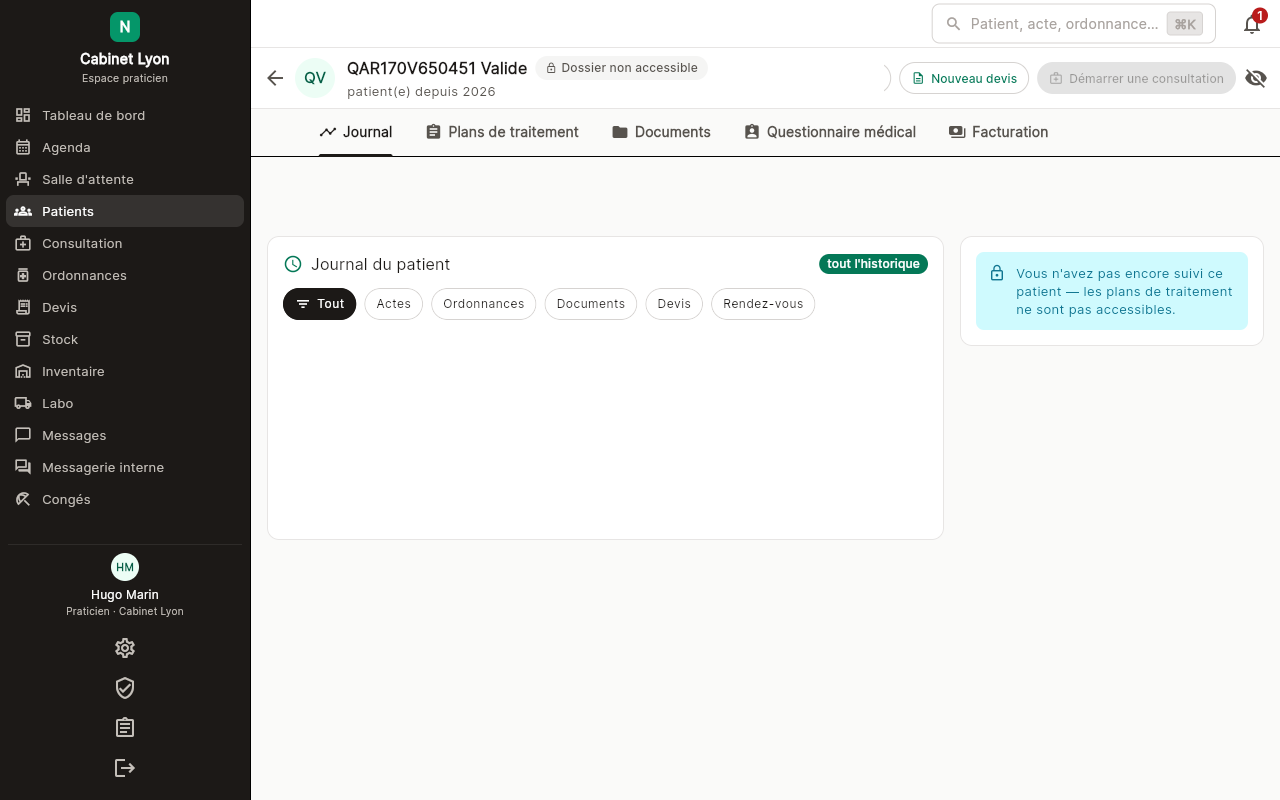 N
Cabinet Lyon
Espace praticien
Tableau de bord
Agenda
Salle d'attente
Patients
Consultation
Ordonnances
Devis
Stock
Inventaire
Labo
Messages
Messagerie interne
Congés
HM
Hugo Marin
Praticien · Cabinet Lyon
Patient, acte, ordonnance... ⌘K
1
QV
QAR170V650451 Valide
Dossier non accessible
patient(e) depuis 2026
Nouveau devis
Démarrer une consultation
Journal
Plans de traitement
Documents
Questionnaire médical
Facturation
Journal du patient
tout l'historique
Tout
Actes
Ordonnances
Documents
Devis
Rendez-vous
Vous n'avez pas encore suivi ce
patient — les plans de traitement
ne sont pas accessibles.